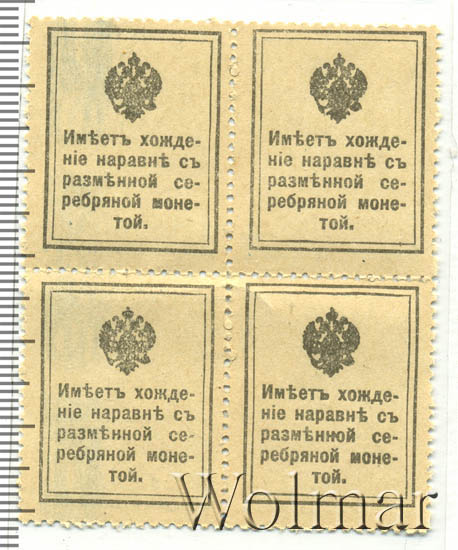 Имѣетъ хожде-
ніе наравнѣ съ
размѣнной се-
ребряной моне-
той.
Имѣетъ хожде-
ніе наравнѣ съ
размѣнной се-
ребряной моне-
той.
Имѣетъ хожде-
ніе наравнѣ съ
размѣнной се-
ребряной моне-
той.
Имѣетъ хожде-
ніе наравнѣ съ
размѣнной се-
ребряной моне-
той.
Wolmar